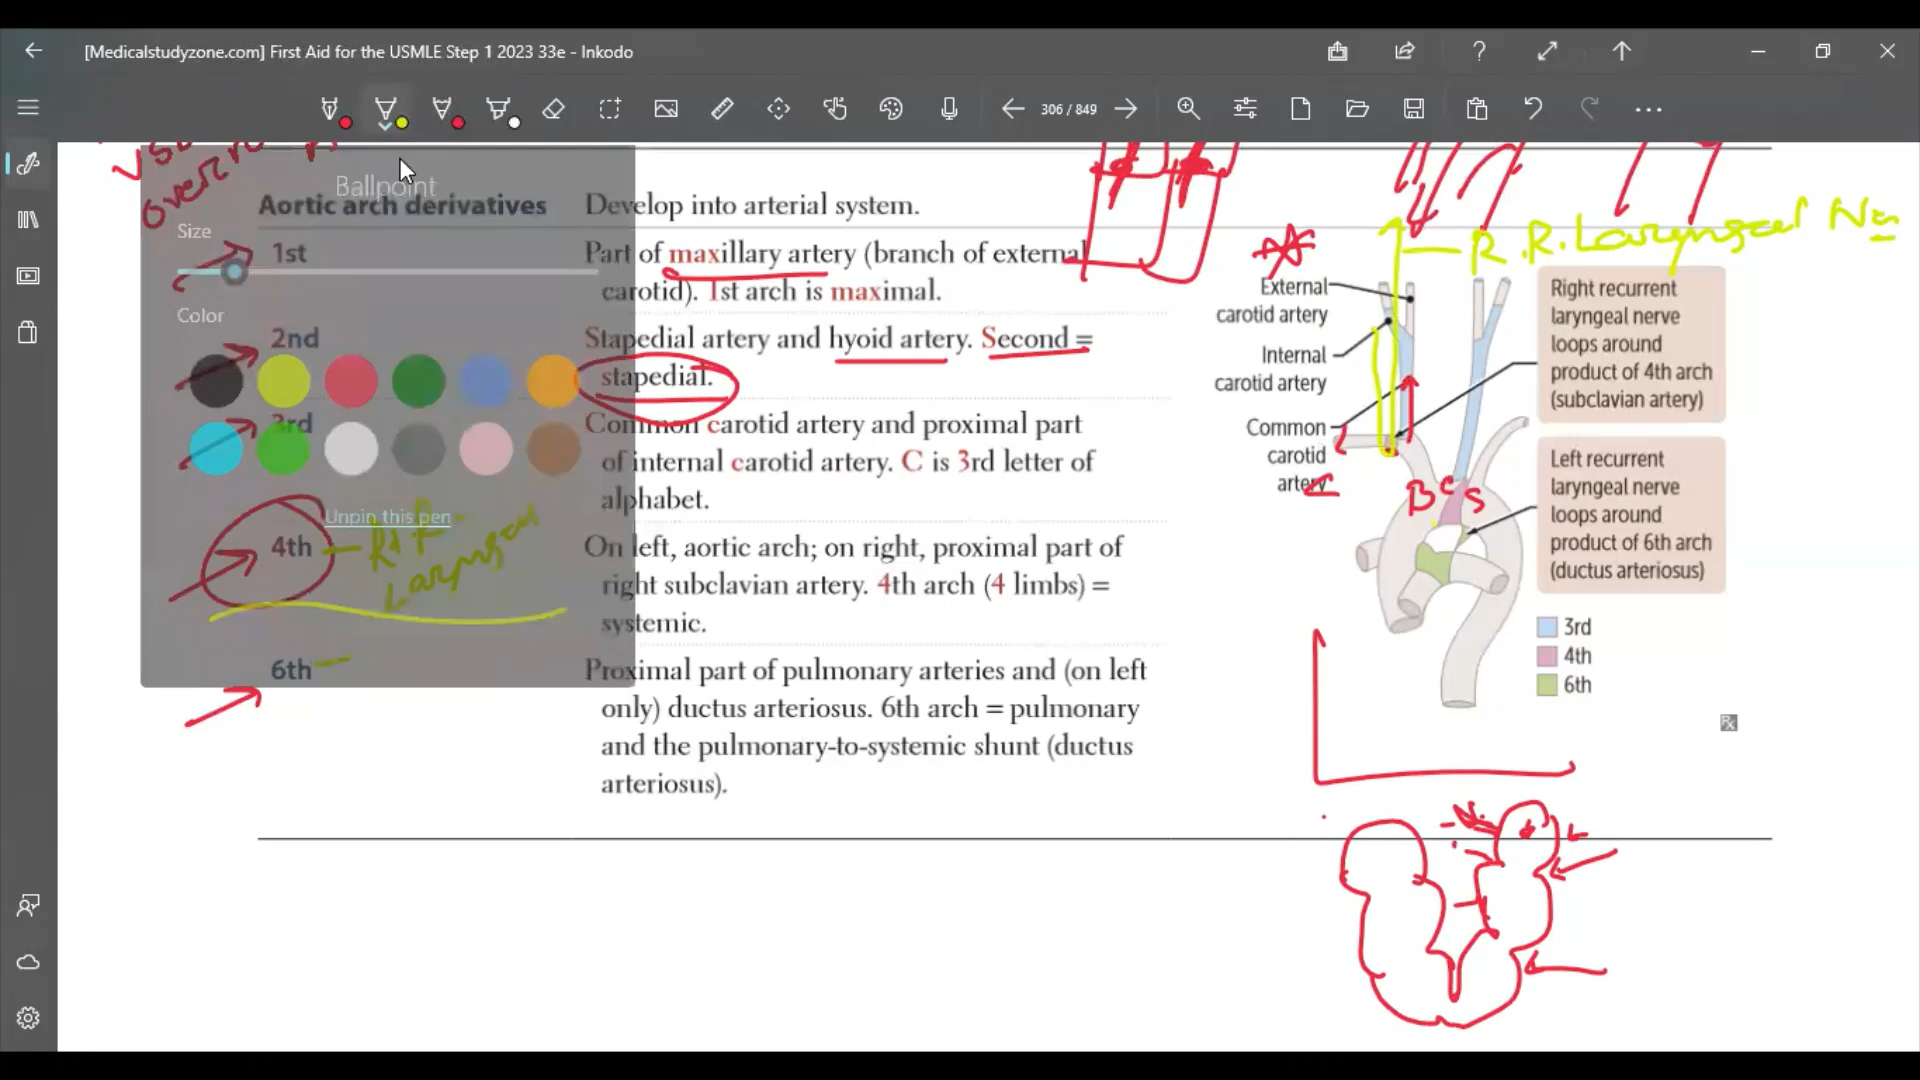 [Medicalstudyzone.com] First Aid for the USMLE Step 1 2023 33e - Inkodo
306 / 849
Ballpoint
Size
Color
Unpin this pen
Aortic arch derivatives
Develop into arterial system.
1st
Part of maxillary artery (branch of external
carotid). 1st arch is maximal.
2nd
Stapedial artery and hyoid artery. Second =
stapedial.
3rd
Common carotid artery and proximal part
of internal carotid artery. C is 3rd letter of
alphabet.
4th
On left, aortic arch; on right, proximal part of
right subclavian artery. 4th arch (4 limbs) =
systemic.
6th
Proximal part of pulmonary arteries and (on left
only) ductus arteriosus. 6th arch = pulmonary
and the pulmonary-to-systemic shunt (ductus
arteriosus).
Laryngeal
R.R. Laryngeal
External
carotid artery
Internal
carotid artery
Common
carotid
artery
B C S
Right recurrent
laryngeal nerve
loops around
product of 4th arch
(subclavian artery)
Left recurrent
laryngeal nerve
loops around
product of 6th arch
(ductus arteriosus)
3rd
4th
6th
Rx